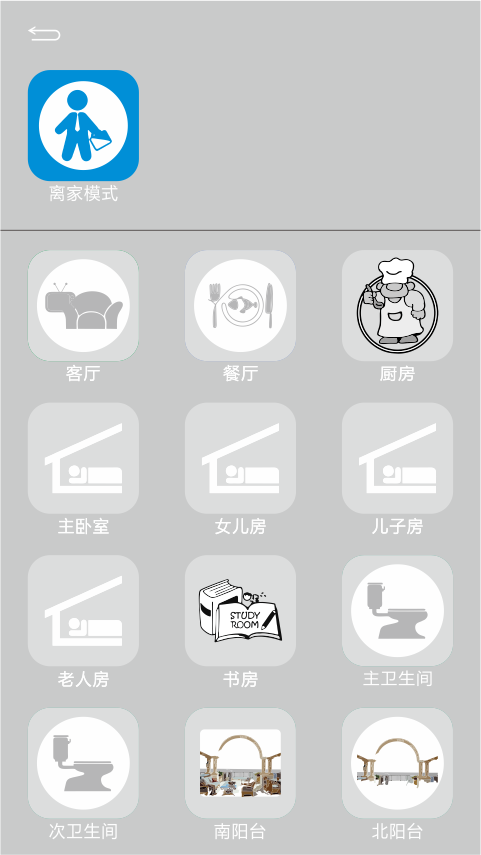 离家模式
客厅
餐厅
厨房
主卧室
女儿房
儿子房
老人房
STUDY
ROOM
书房
主卫生间
次卫生间
南阳台
北阳台